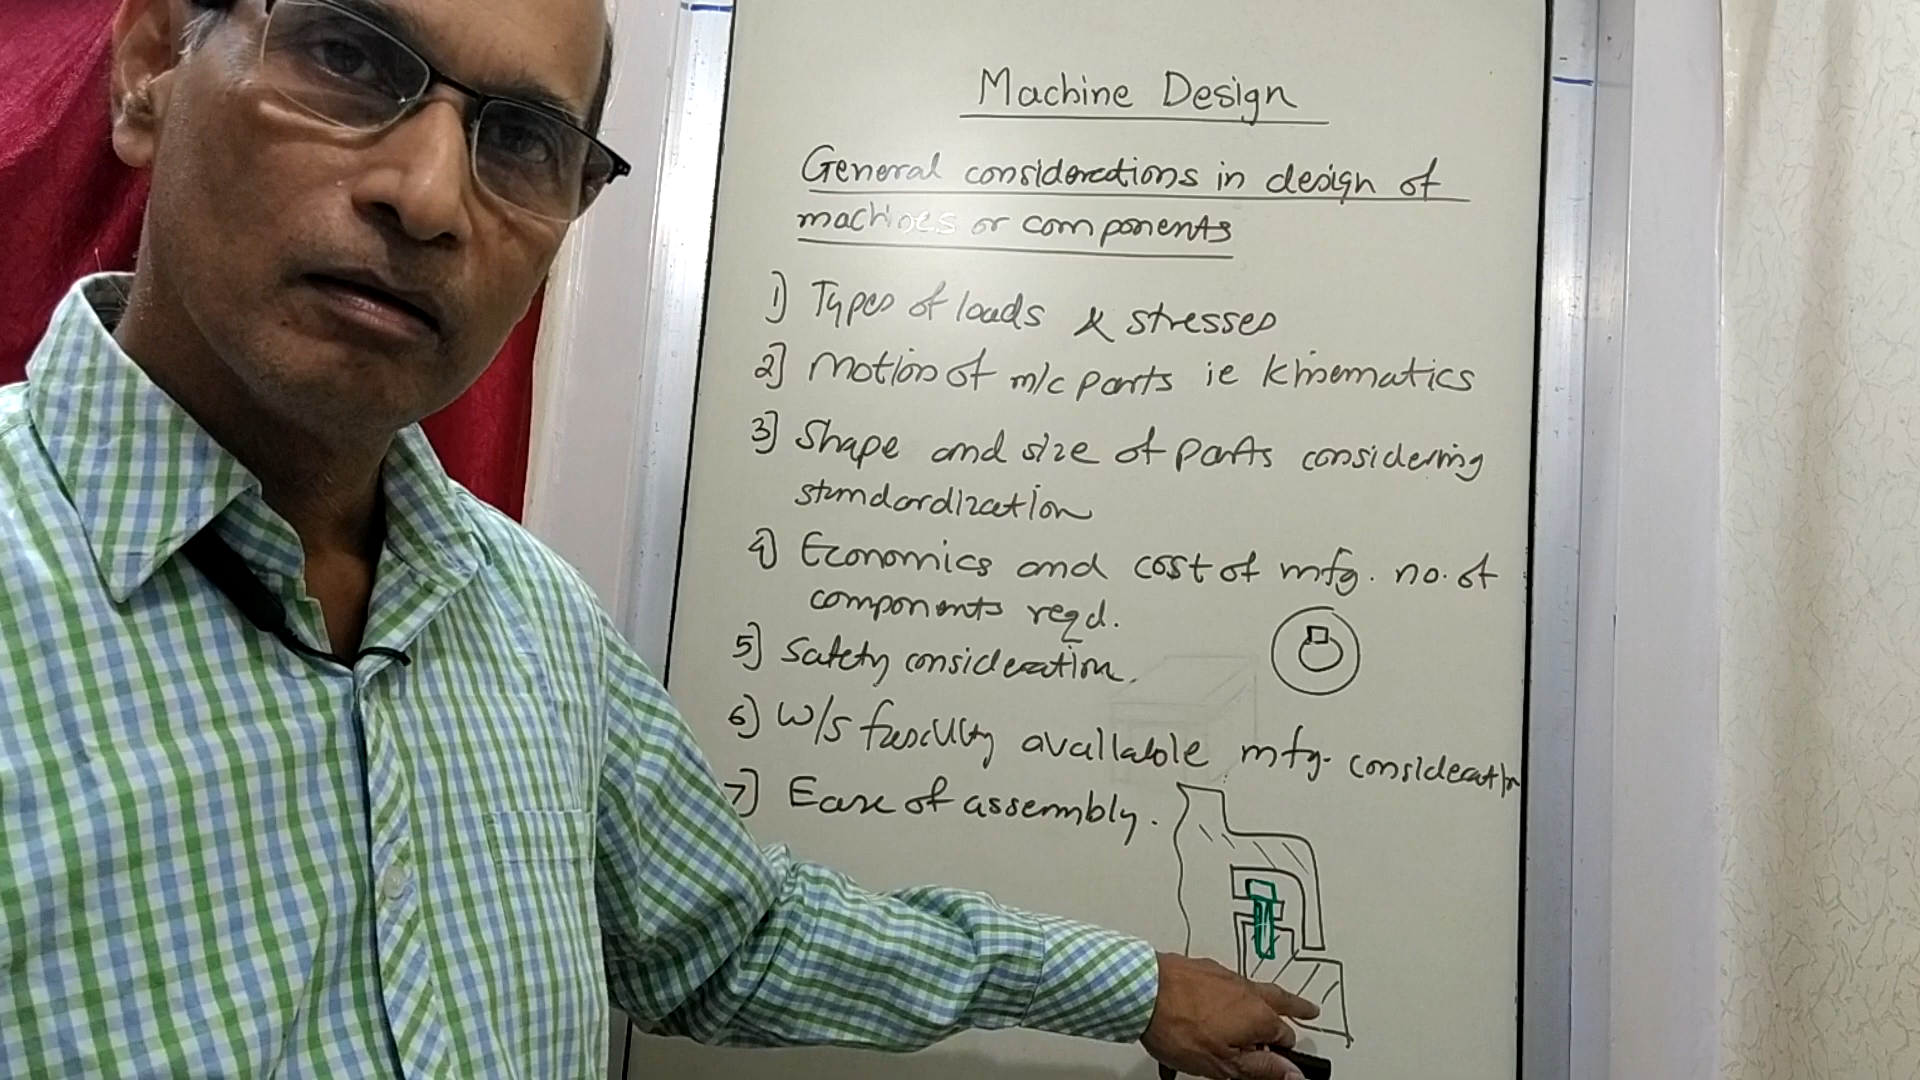 Machine Design
General considerations in design of
machines or components
1) Types of loads & stresses
2] Motion of m/c parts ie kinematics
3] Shape and size of parts considering
standardization
4) Economics and cost of mfg. no. of
components reqd.
5] Safety consideration.
6) W/s facility available mfg. consideration
7] Ease of assembly.